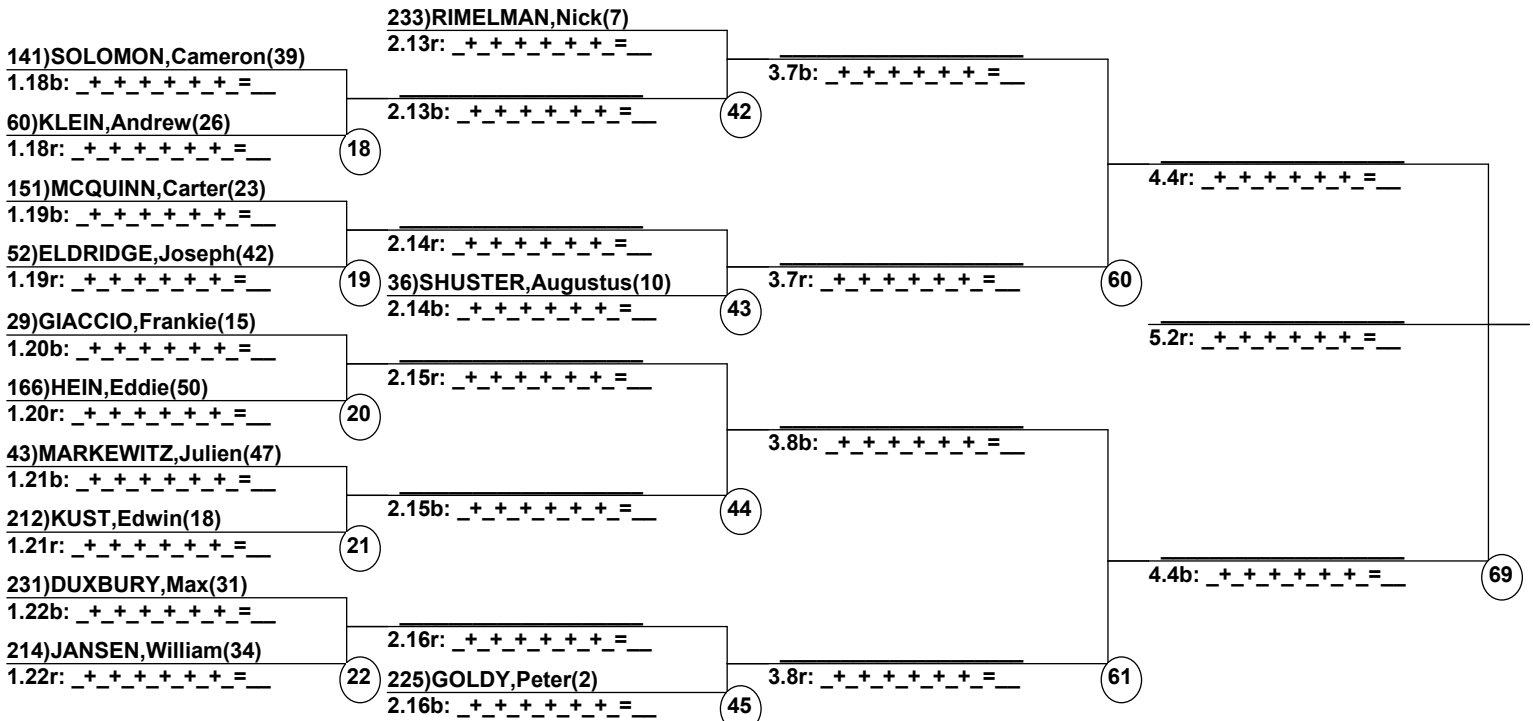 233)RIMELMAN,Nick(7)
2.13r: _+_+_+_+_+_=__
141)SOLOMON,Cameron(39)
1.18b: _+_+_+_+_+_=__
2.13b: _+_+_+_+_+_=__
42
60)KLEIN,Andrew(26)
1.18r: _+_+_+_+_+_=__
18
3.7b: _+_+_+_+_+_=__
151)MCQUINN,Carter(23)
1.19b: _+_+_+_+_+_=__
2.14r: _+_+_+_+_+_=__
52)ELDRIDGE,Joseph(42)
1.19r: _+_+_+_+_+_=__
19
36)SHUSTER,Augustus(10)
2.14b: _+_+_+_+_+_=__
43
3.7r: _+_+_+_+_+_=__
60
4.4r: _+_+_+_+_+_=__
29)GIACCIO,Frankie(15)
1.20b: _+_+_+_+_+_=__
5.2r: _+_+_+_+_+_=__
2.15r: _+_+_+_+_+_=__
166)HEIN,Eddie(50)
1.20r: _+_+_+_+_+_=__
20
3.8b: _+_+_+_+_+_=__
43)MARKEWITZ,Julien(47)
1.21b: _+_+_+_+_+_=__
2.15b: _+_+_+_+_+_=__
44
212)KUST,Edwin(18)
1.21r: _+_+_+_+_+_=__
21
4.4b: _+_+_+_+_+_=__
69
231)DUXBURY,Max(31)
1.22b: _+_+_+_+_+_=__
2.16r: _+_+_+_+_+_=__
214)JANSEN,William(34)
1.22r: _+_+_+_+_+_=__
22
225)GOLDY,Peter(2)
2.16b: _+_+_+_+_+_=__
45
3.8r: _+_+_+_+_+_=__
61